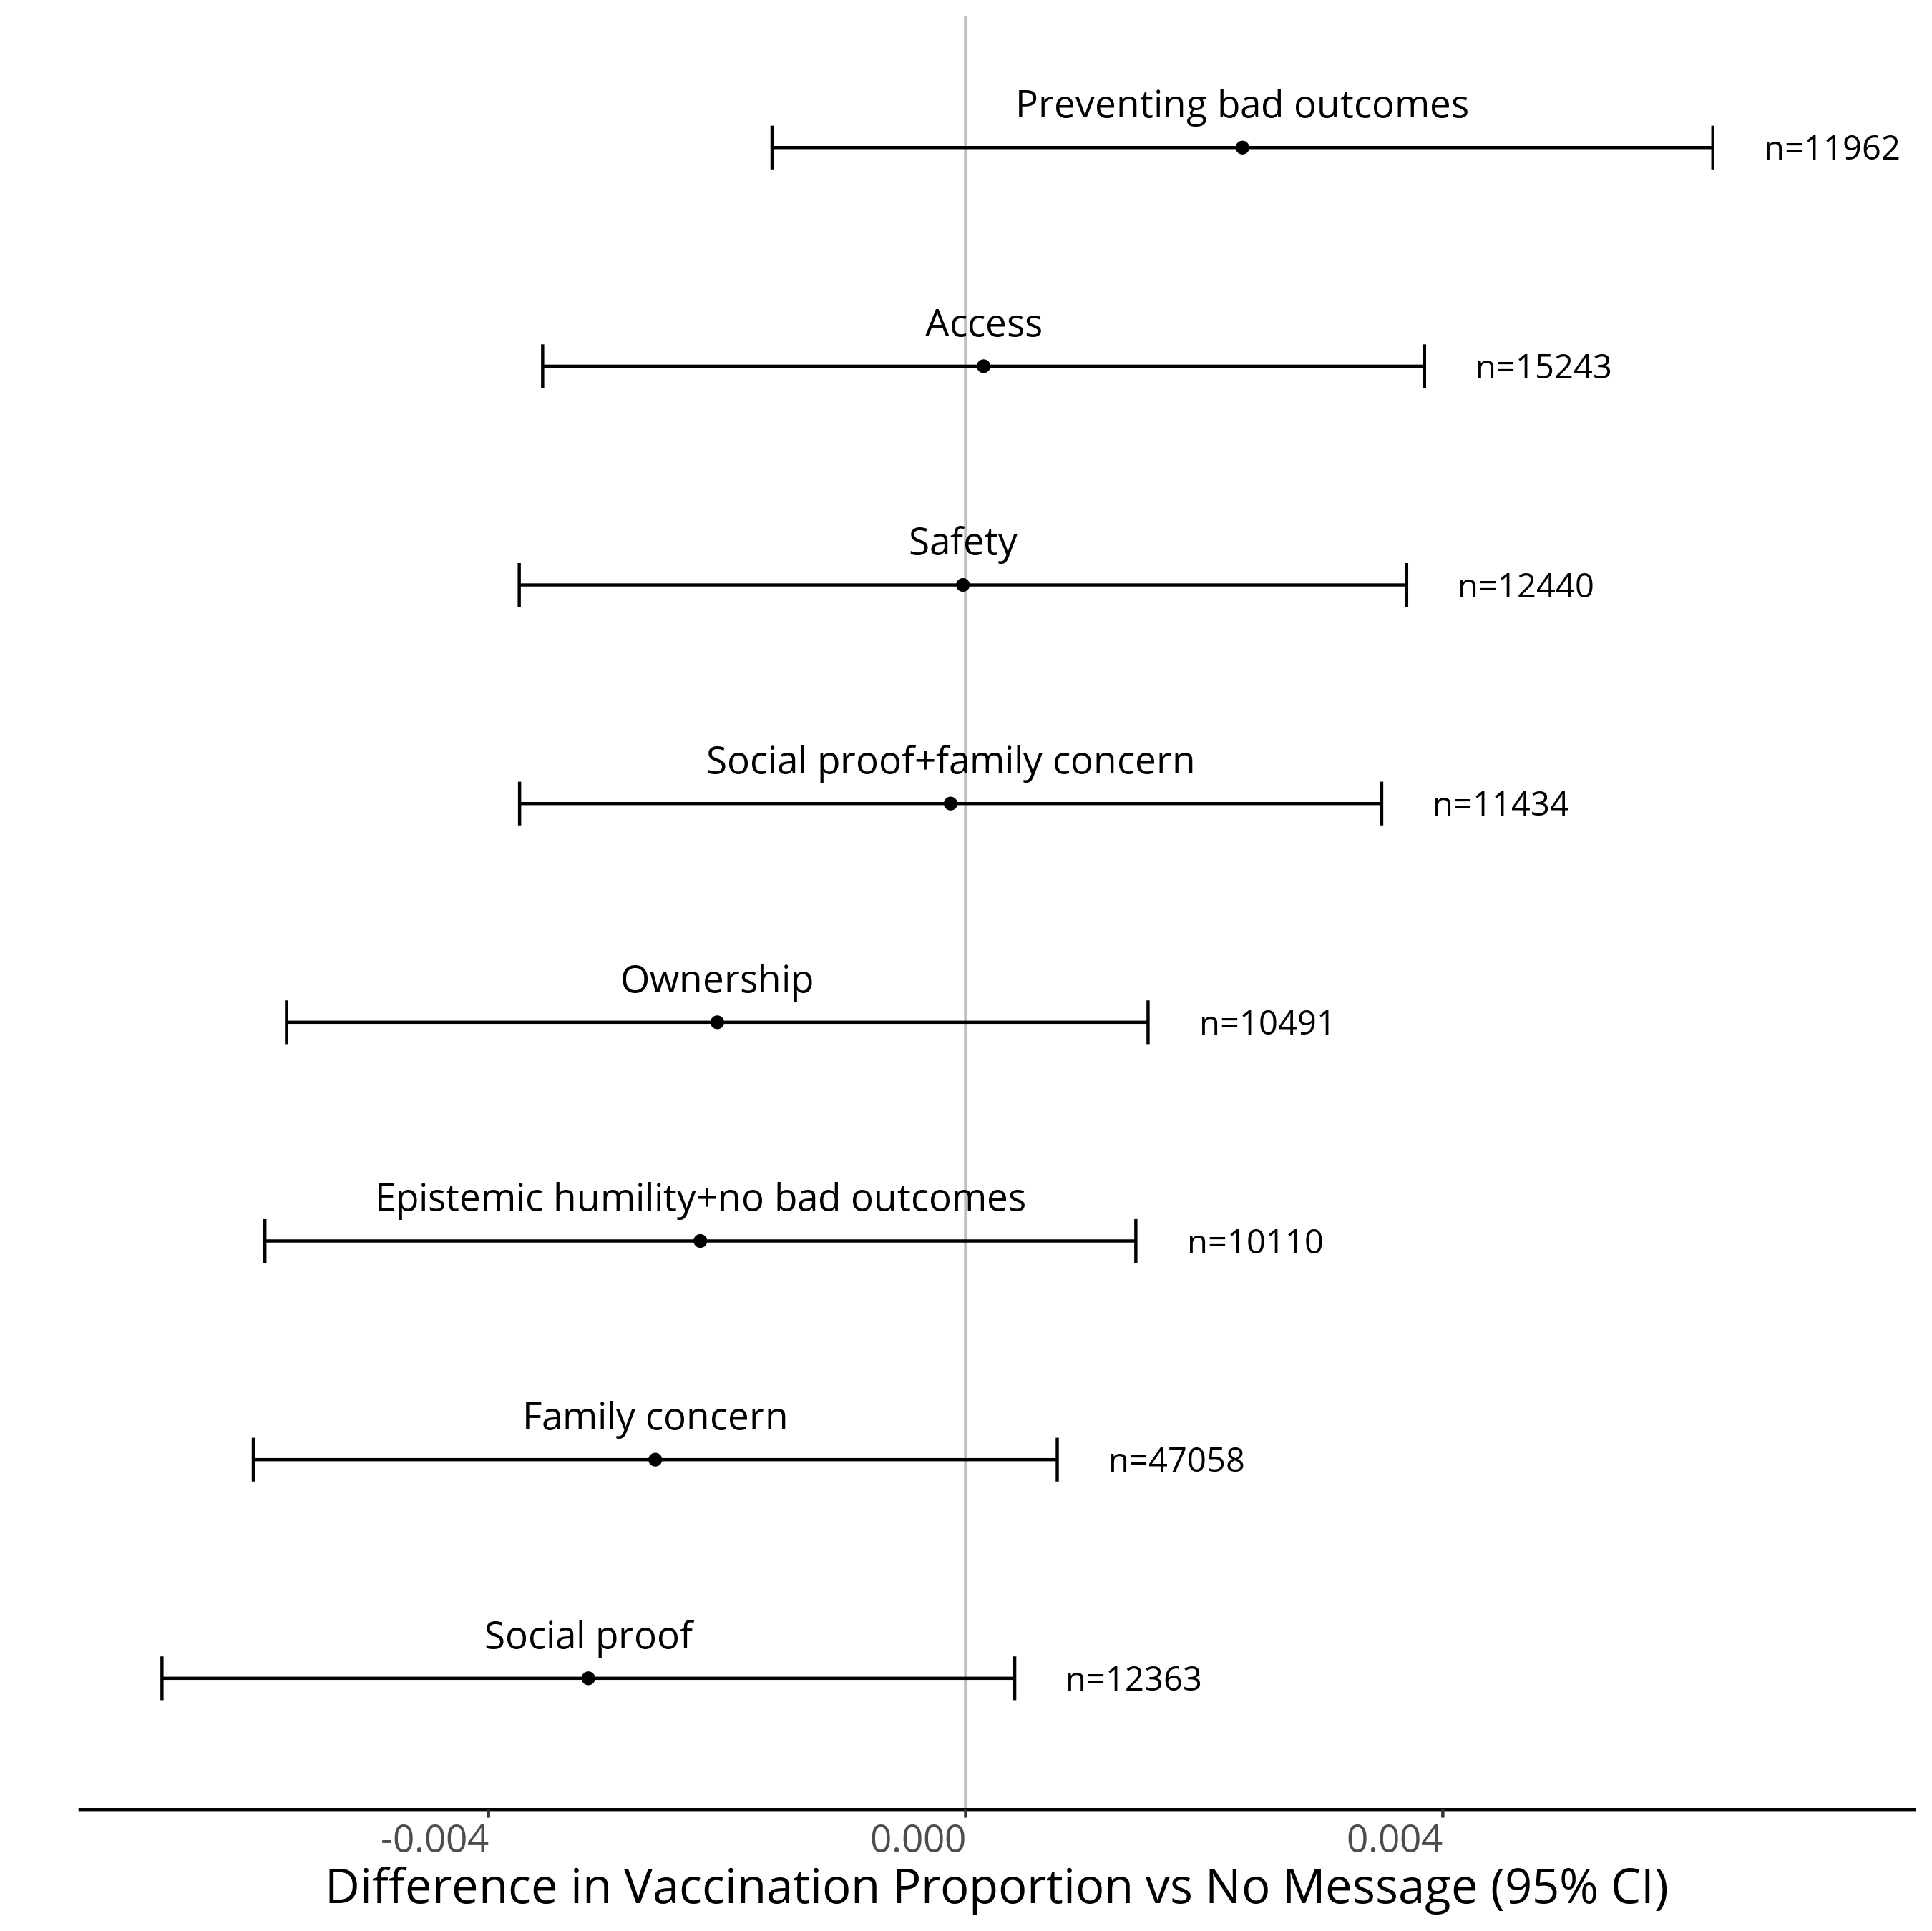 Preventing bad outcomes
n=11962
Access
n=15243
Safety
n=12440
Social proof+family concern
n=11434
Ownership
n=10491
Epistemic humility+no bad outcomes
n=10110
Family concern
n=47058
Social proof
n=12363
-0.004 0.000 0.004
Difference in Vaccination Proportion vs No Message (95% CI)